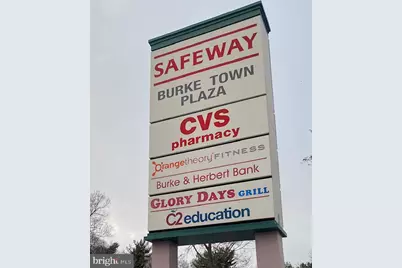 SAFEWAY
BURKE TOWN
PLAZA
CVS
pharmacy
orangetheory FITNESS
Burke & Herbert Bank
GLORY DAYS GRILL
C2 education
bright MLS